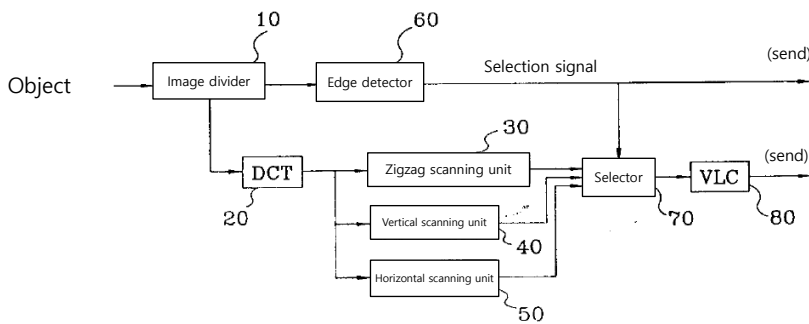 10
60
(send)
Object
Image divider
Edge detector
Selection signal
30
(send)
DCT
Zigzag scanning unit
Selector
VLC
20
70
80
Vertical scanning unit
40
Horizontal scanning unit
50